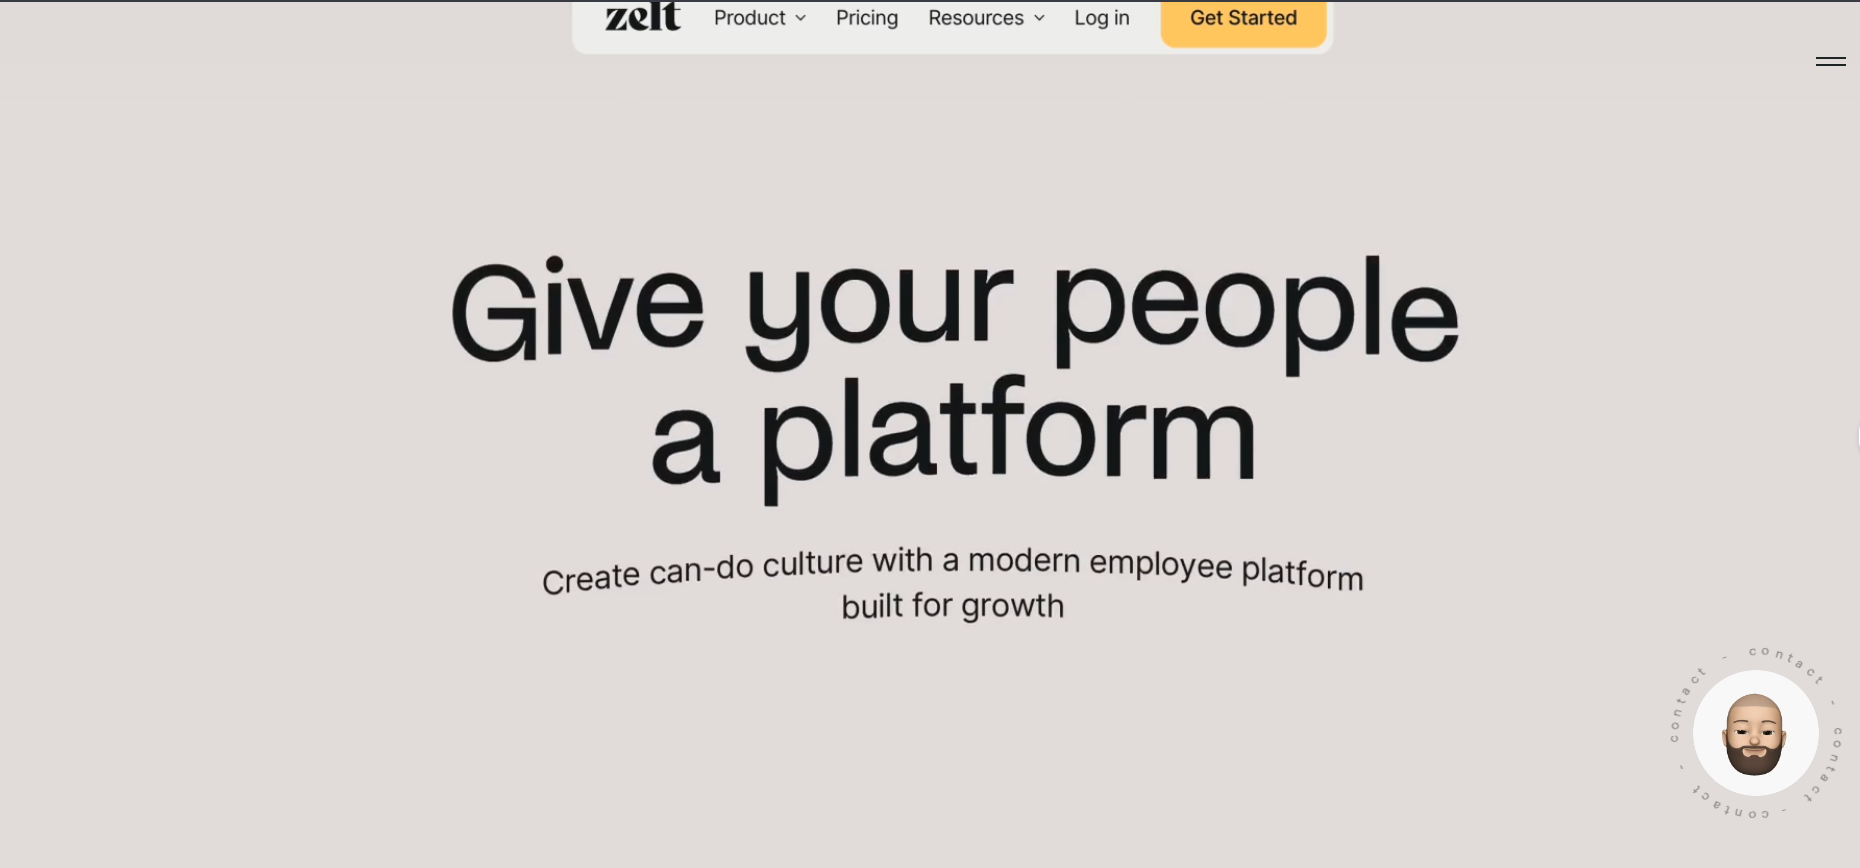 zelt Product Pricing Resources Log in Get Started
Give your people
a platform
Create can-do culture with a modern employee platform
built for growth
contact - contact - contact - contact - contact -